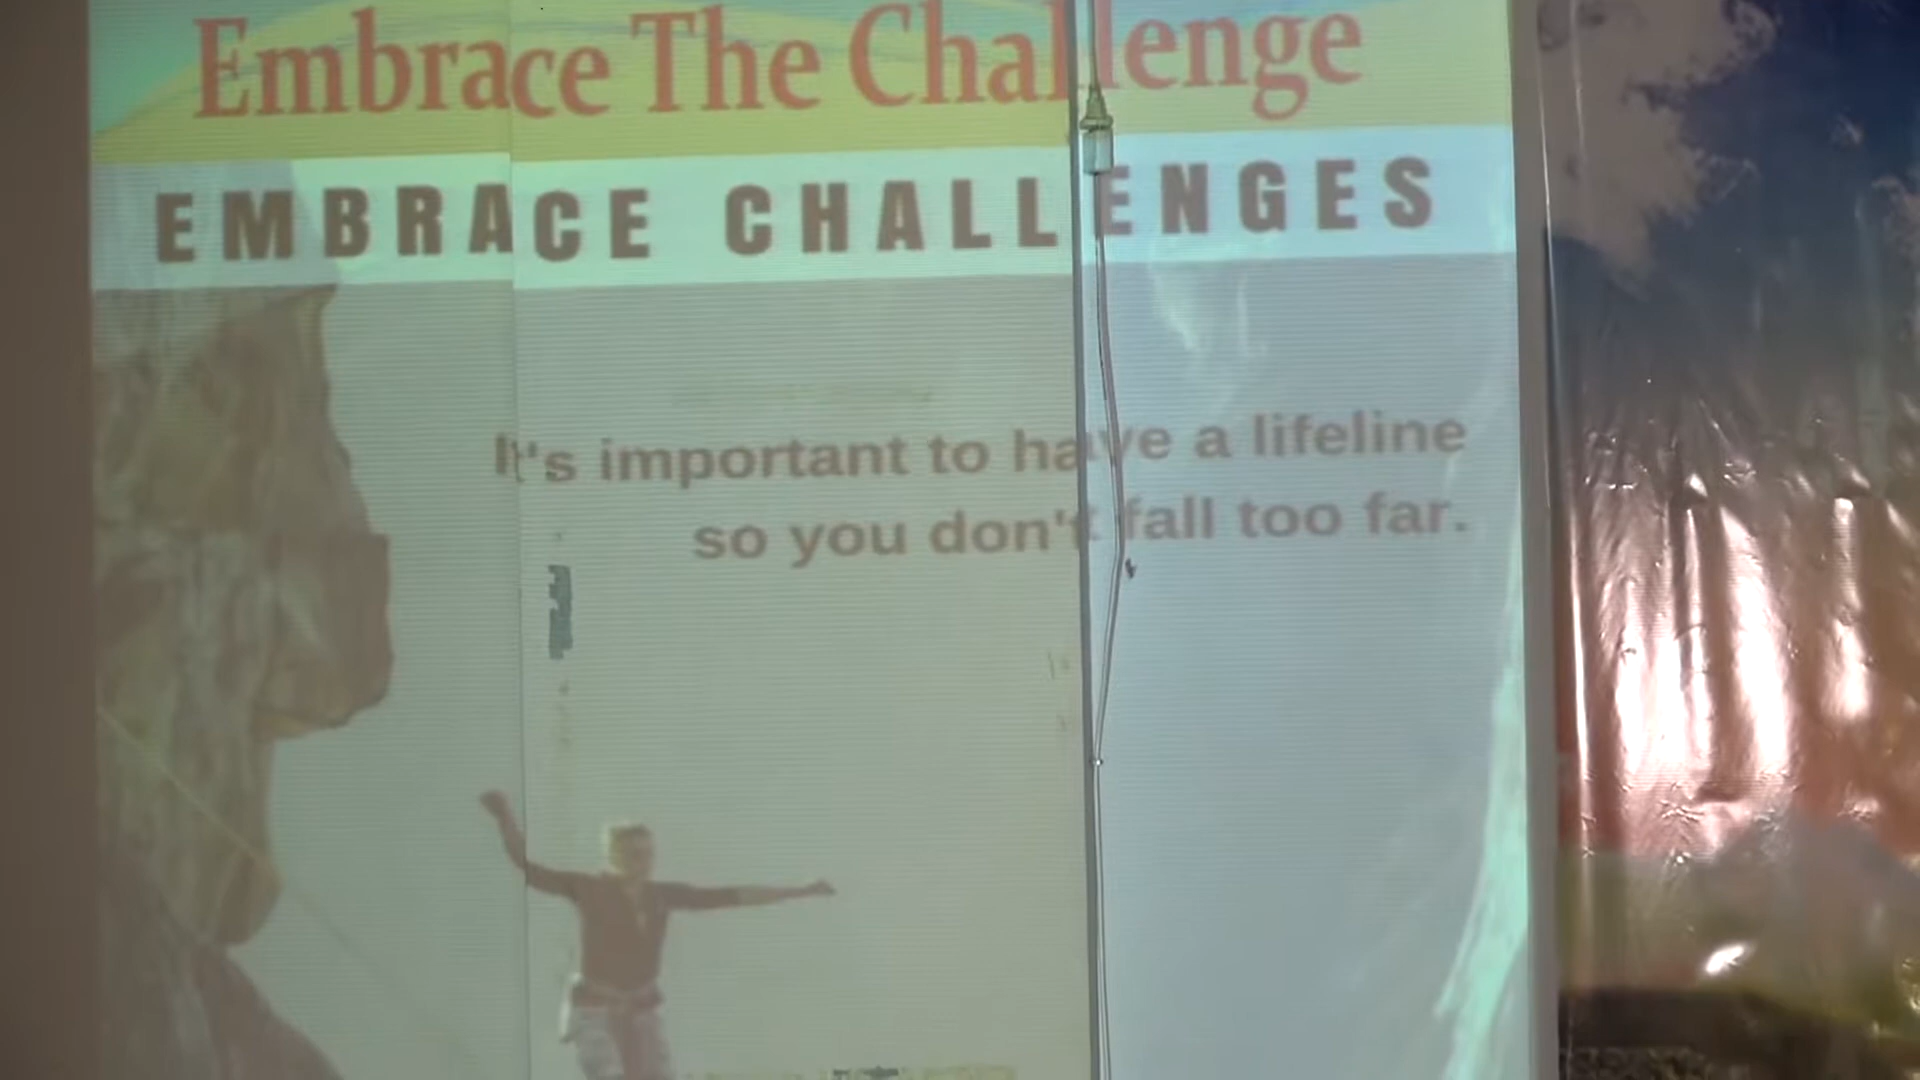 Embrace The Challenge
EMBRACE CHALLENGES
It's important to have a lifeline
so you don't fall too far.